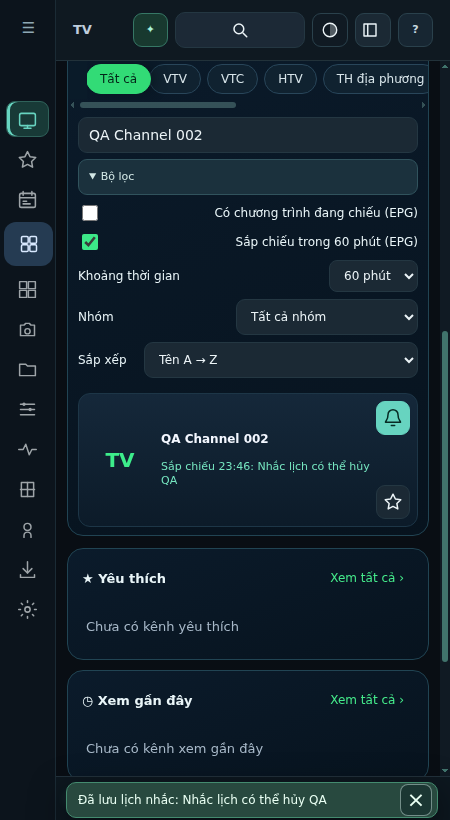 ☰ TV ✦ ?
Tất cả VTV VTC HTV TH địa phương
QA Channel 002
▼ Bộ lọc
Có chương trình đang chiếu (EPG)
Sắp chiếu trong 60 phút (EPG)
Khoảng thời gian 60 phút
Nhóm Tất cả nhóm
Sắp xếp Tên A → Z
TV
QA Channel 002
Sắp chiếu 23:46: Nhắc lịch có thể hủy
QA
★ Yêu thích Xem tất cả ›
Chưa có kênh yêu thích
◷ Xem gần đây Xem tất cả ›
Chưa có kênh xem gần đây
Đã lưu lịch nhắc: Nhắc lịch có thể hủy QA